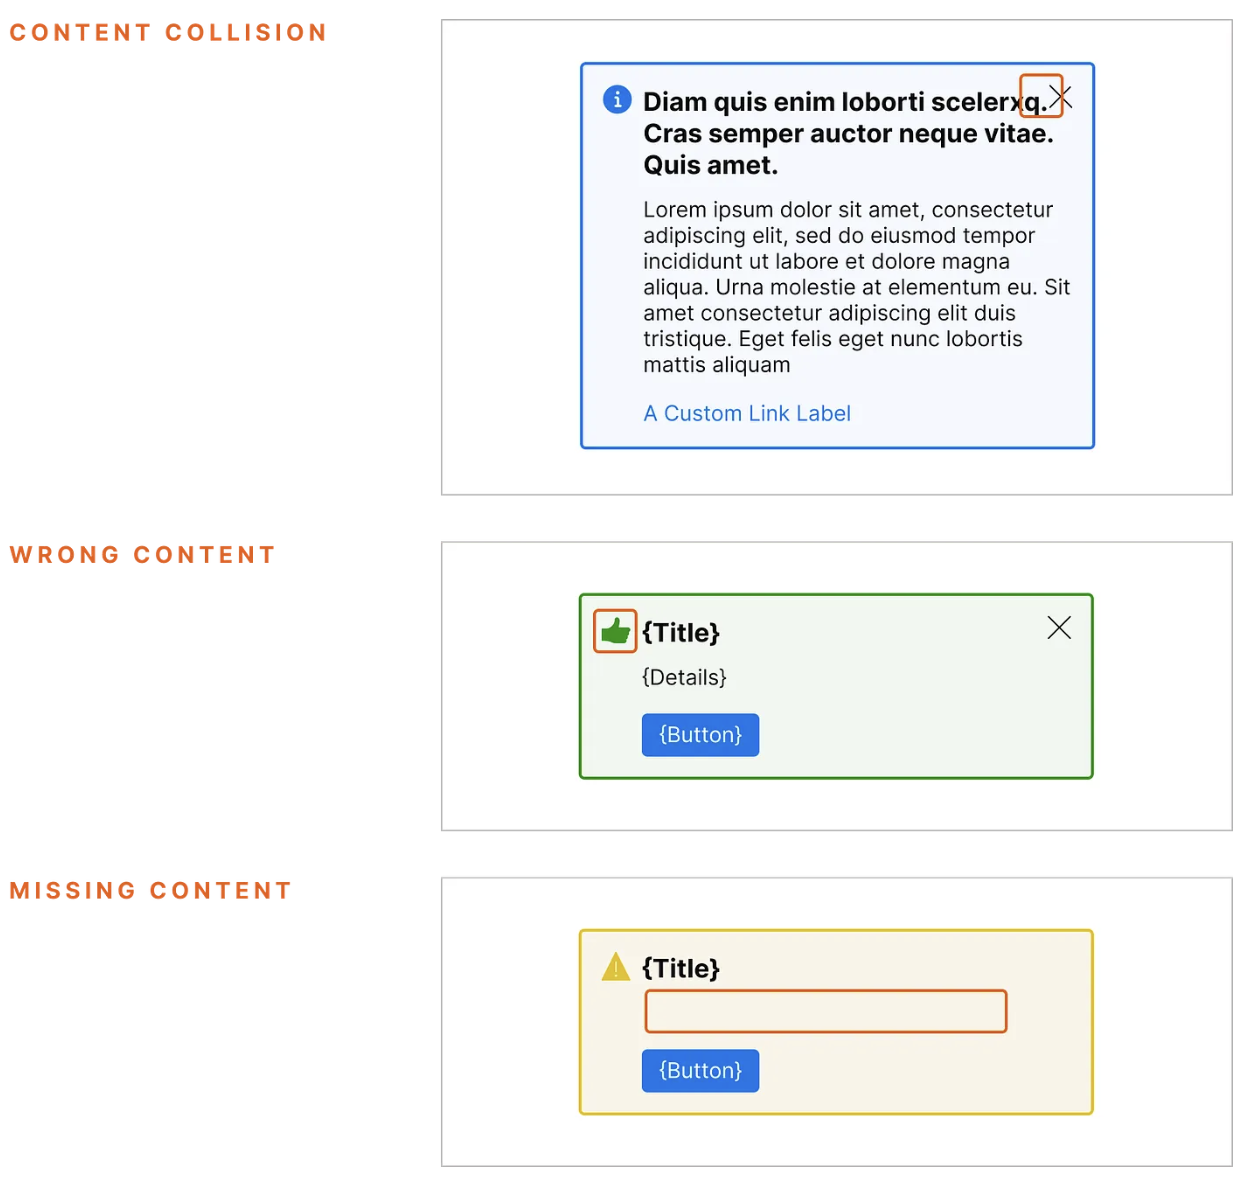 CONTENT COLLISION
Diam quis enim loborti scelerxq.
Cras semper auctor neque vitae.
Quis amet.
Lorem ipsum dolor sit amet, consectetur
adipiscing elit, sed do eiusmod tempor
incididunt ut labore et dolore magna
aliqua. Urna molestie at elementum eu. Sit
amet consectetur adipiscing elit duis
tristique. Eget felis eget nunc lobortis
mattis aliquam
A Custom Link Label
WRONG CONTENT
{Title}
{Details}
{Button}
MISSING CONTENT
{Title}
{Button}